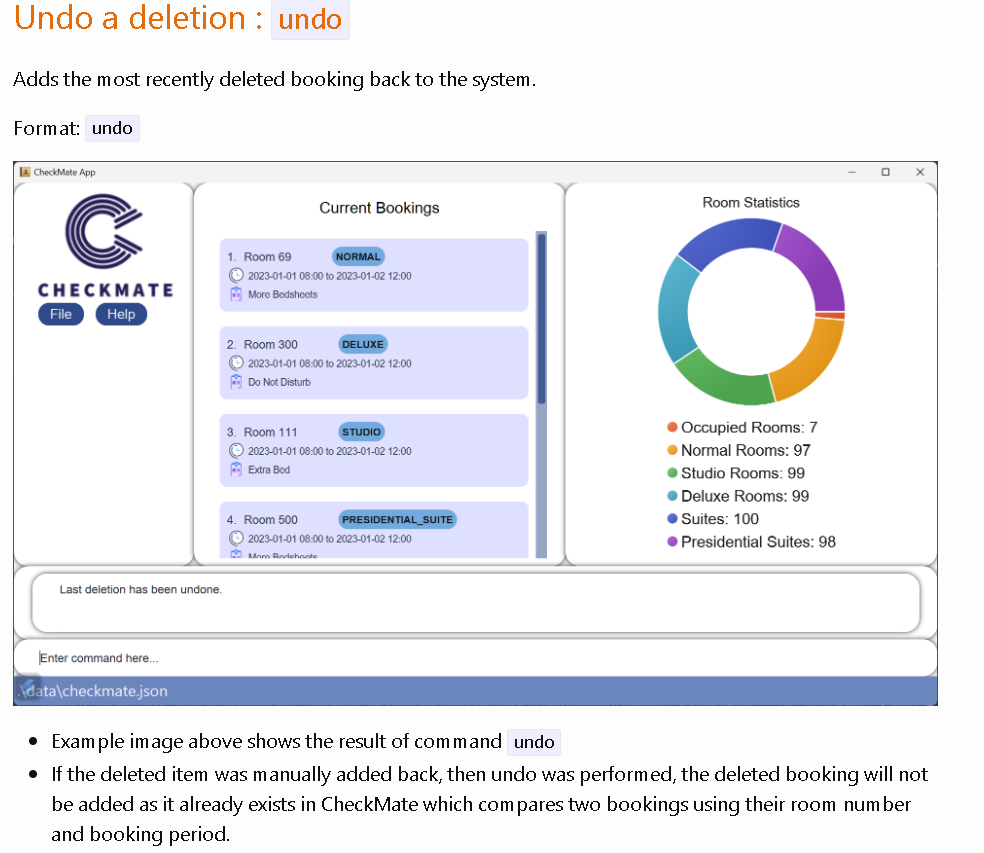 Undo a deletion : undo
Adds the most recently deleted booking back to the system.
Format: undo
CheckMate App
CHECKMATE
File Help
Current Bookings
1. Room 69 NORMAL
2023-01-01 08:00 to 2023-01-02 12:00
More Bedsheets
2. Room 300 DELUXE
2023-01-01 08:00 to 2023-01-02 12:00
Do Not Disturb
3. Room 111 STUDIO
2023-01-01 08:00 to 2023-01-02 12:00
Extra Bed
4. Room 500 PRESIDENTIAL_SUITE
2023-01-01 08:00 to 2023-01-02 12:00
More Bedsheets
Room Statistics
Occupied Rooms: 7
Normal Rooms: 97
Studio Rooms: 99
Deluxe Rooms: 99
Suites: 100
Presidential Suites: 98
Last deletion has been undone.
Enter command here...
.\data\checkmate.json
Example image above shows the result of command undo
If the deleted item was manually added back, then undo was performed, the deleted booking will not
be added as it already exists in CheckMate which compares two bookings using their room number
and booking period.